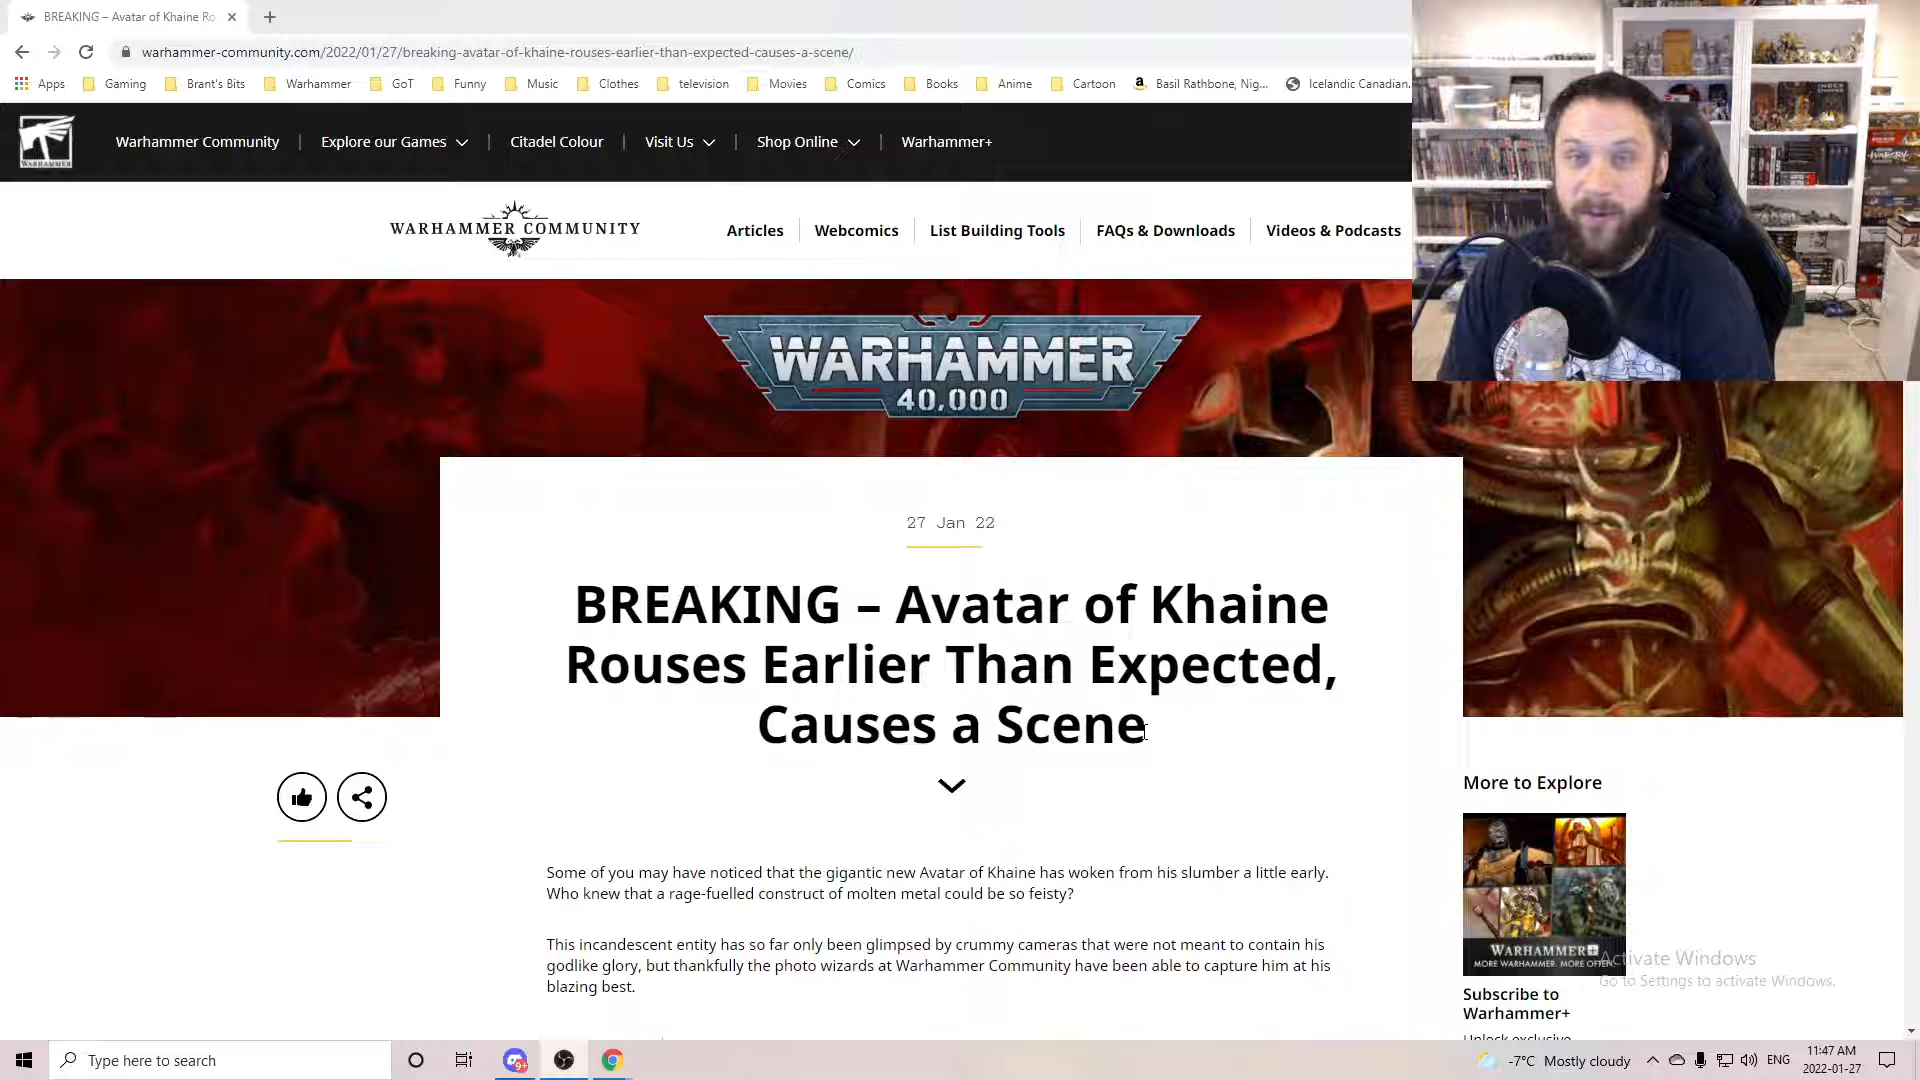 BREAKING – Avatar of Khaine Ro
warhammer-community.com/2022/01/27/breaking-avatar-of-khaine-rouses-earlier-than-expected-causes-a-scene/
Apps Gaming Brant's Bits Warhammer GoT Funny Music Clothes television Movies Comics Books Anime Cartoon Basil Rathbone, Nig... Icelandic Canadian.
WARHAMMER
Warhammer Community Explore our Games Citadel Colour Visit Us Shop Online Warhammer+
WARHAMMER COMMUNITY
Articles Webcomics List Building Tools FAQs & Downloads Videos & Podcasts
WARCRY
WARHAMMER
40,000
27 Jan 22
BREAKING – Avatar of Khaine
Rouses Earlier Than Expected,
Causes a Scene
Some of you may have noticed that the gigantic new Avatar of Khaine has woken from his slumber a little early.
Who knew that a rage-fuelled construct of molten metal could be so feisty?
This incandescent entity has so far only been glimpsed by crummy cameras that were not meant to contain his
godlike glory, but thankfully the photo wizards at Warhammer Community have been able to capture him at his
blazing best.
More to Explore
WARHAMMER+
MORE WARHAMMER. MORE OFTEN.
Subscribe to
Warhammer+
Unlock exclusive
Activate Windows
Go to Settings to activate Windows.
Type here to search
9+
-7°C Mostly cloudy
ENG
11:47 AM
2022-01-27